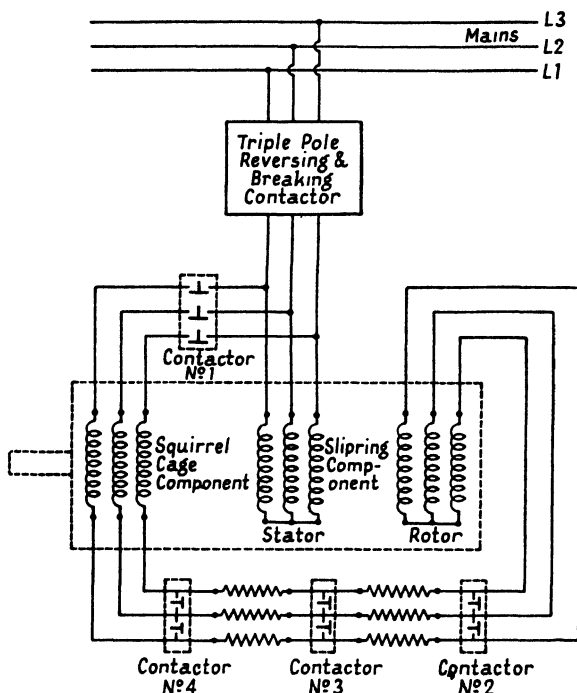 L3
Mains
L2
L1
Triple Pole
Reversing &
Breaking
Contactor
Contactor
Nº1
Squirrel
Cage
Component
Slipring
Comp-
onent
Stator
Rotor
Contactor
Nº4
Contactor
Nº3
Contactor
Nº2